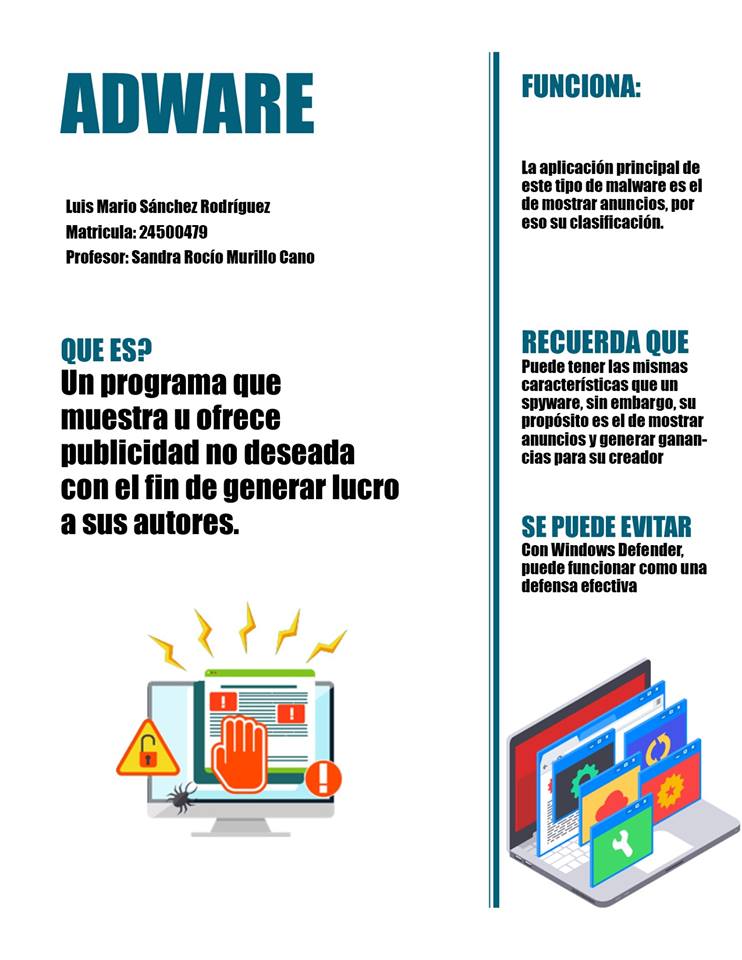 ADWARE
Luis Mario Sánchez Rodríguez
Matricula: 24500479
Profesor: Sandra Rocío Murillo Cano
QUE ES?
Un programa que
muestra u ofrece
publicidad no deseada
con el fin de generar lucro
a sus autores.
FUNCIONA:
La aplicación principal de
este tipo de malware es el
de mostrar anuncios, por
eso su clasificación.
RECUERDA QUE
Puede tener las mismas
características que un
spyware, sin embargo, su
propósito es el de mostrar
anuncios y generar ganan-
cias para su creador
SE PUEDE EVITAR
Con Windows Defender,
puede funcionar como una
defensa efectiva